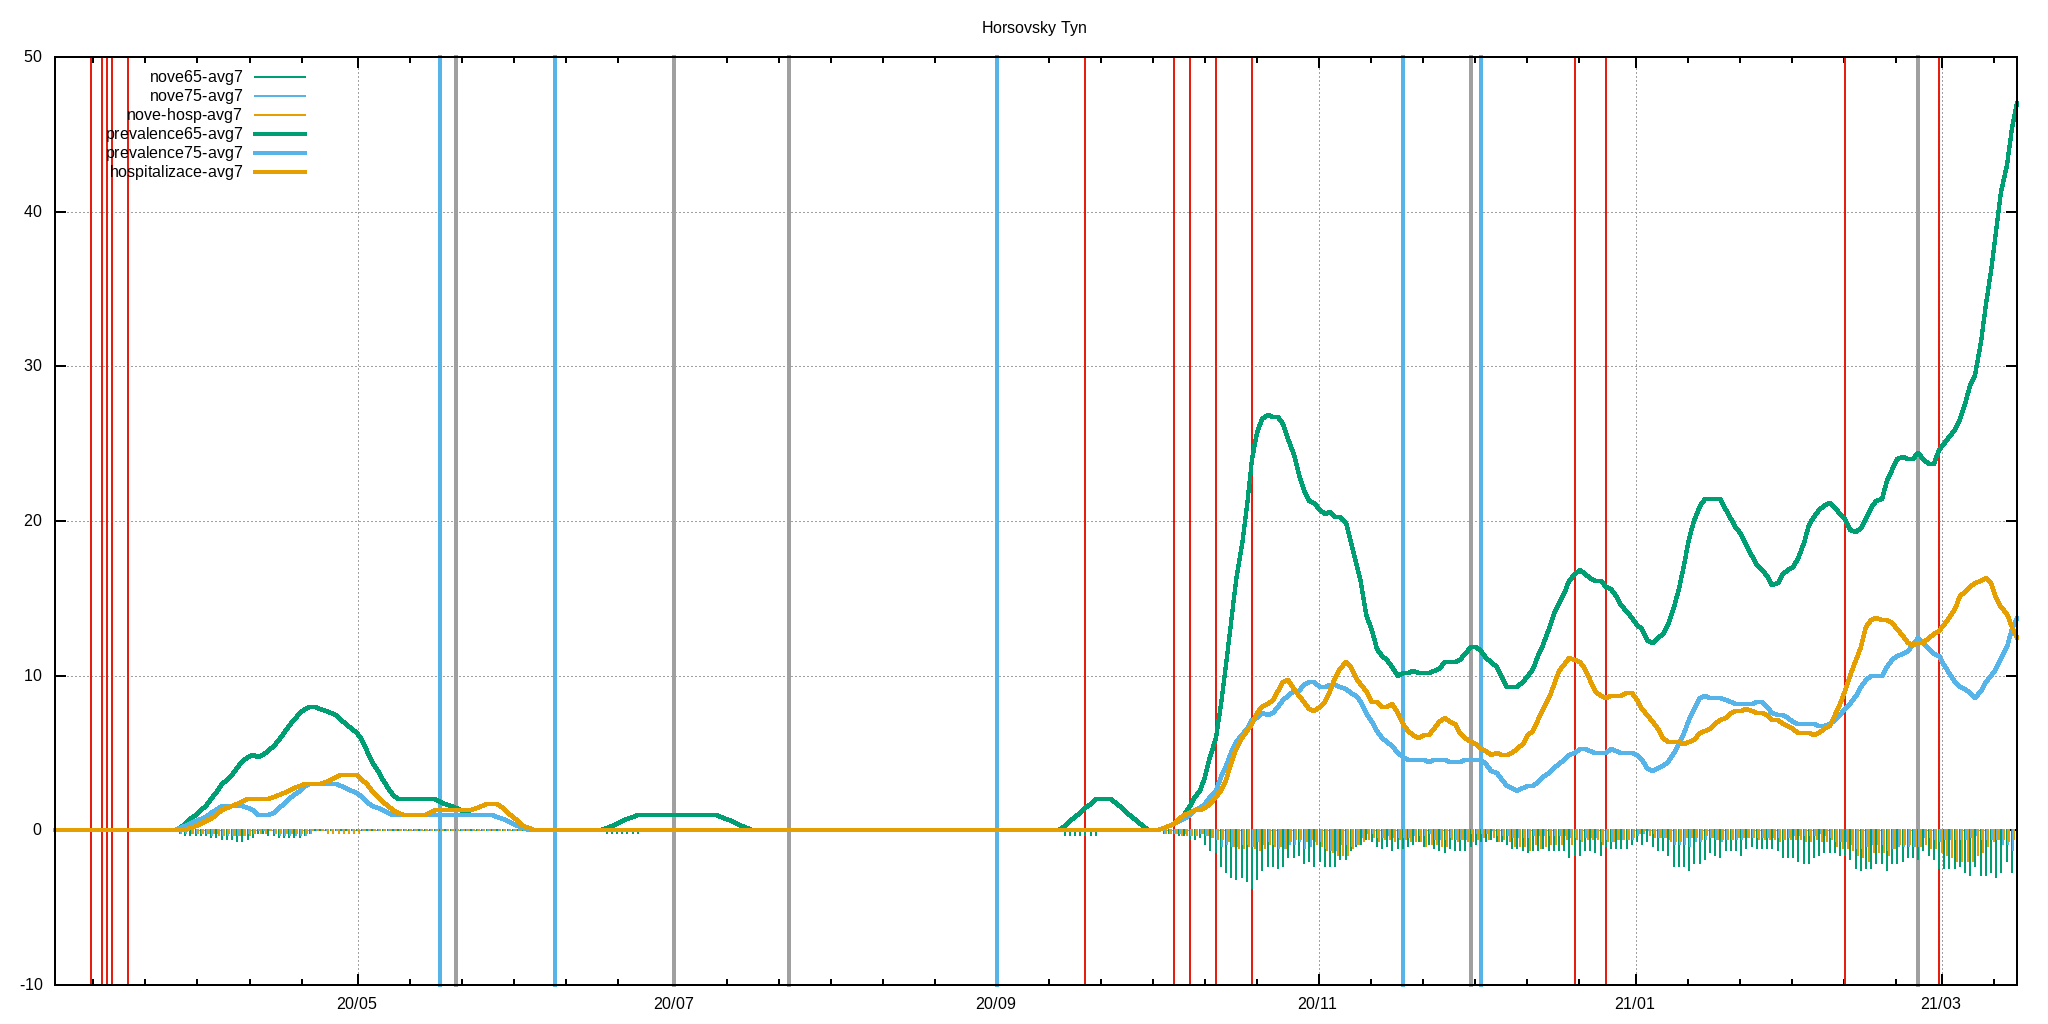 Horsovsky Tyn
50
nove65-avg7
nove75-avg7
nove-hosp-avg7
prevalence65-avg7
prevalence75-avg7
hospitalizace-avg7
40
30
20
10
0
-10
20/05 20/07 20/09 20/11 21/01 21/03